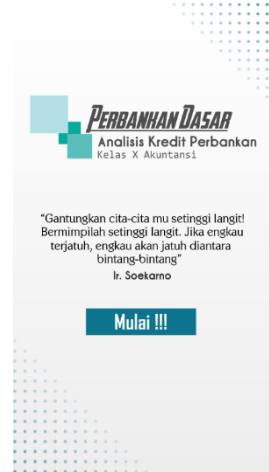 PERBANKAN DASAR
Analisis Kredit Perbankan
Kelas X Akuntansi
“Gantungkan cita-cita mu setinggi langit!
Bermimpilah setinggi langit. Jika engkau
terjatuh, engkau akan jatuh diantara
bintang-bintang”
Ir. Soekarno
Mulai !!!